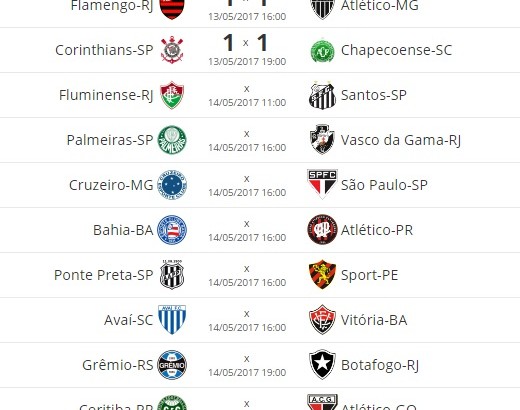 Flamengo-RJ 1 x 1 Atlético-MG
13/05/2017 16:00
Corinthians-SP 1 x 1 Chapecoense-SC
13/05/2017 19:00
Fluminense-RJ x Santos-SP
14/05/2017 11:00
Palmeiras-SP x Vasco da Gama-RJ
14/05/2017 16:00
Cruzeiro-MG x São Paulo-SP
14/05/2017 16:00
SPFC
Bahia-BA x Atlético-PR
14/05/2017 16:00
Ponte Preta-SP x Sport-PE
14/05/2017 16:00
Avaí-SC x Vitória-BA
14/05/2017 16:00
Grêmio-RS x Botafogo-RJ
14/05/2017 19:00
GRÊMIO
Coritiba-PR x Atlético-GO
A.C.G.